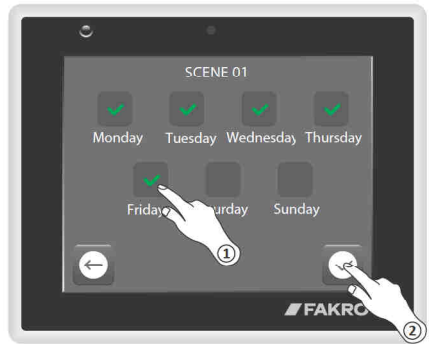 SCENE 01
Monday Tuesday Wednesday Thursday
Friday Sunday
①
FAKRO
②